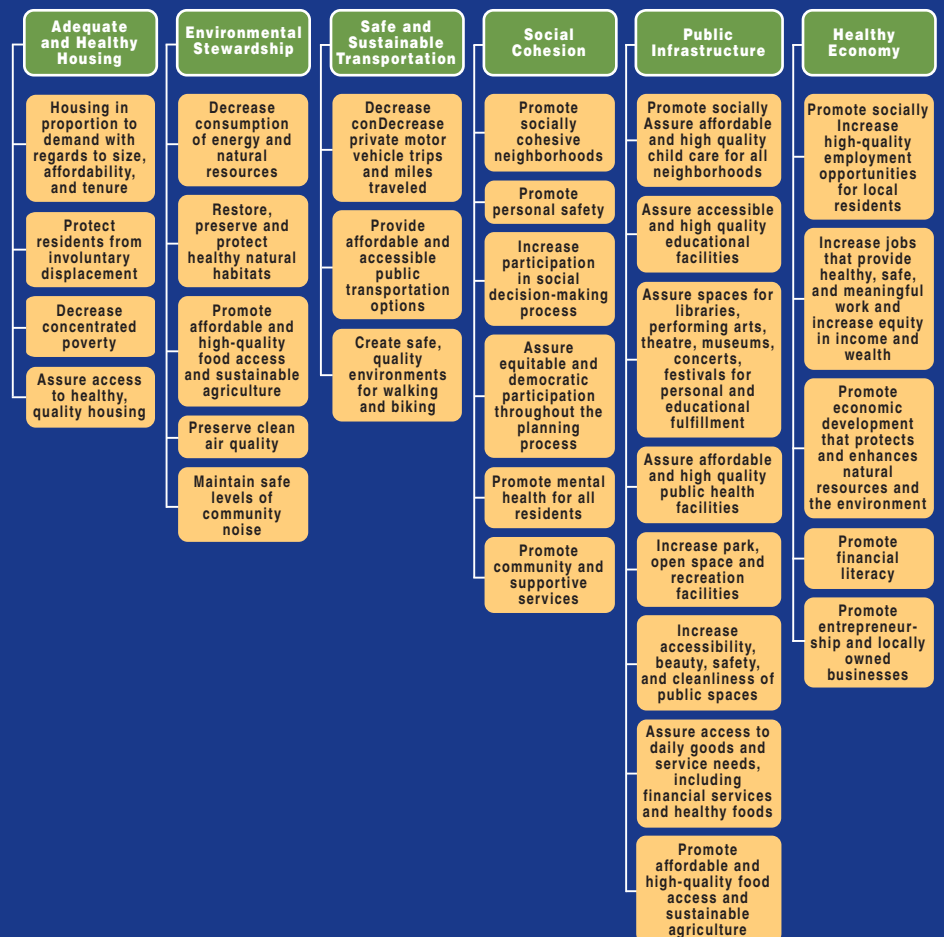 Adequate
and Healthy
Housing
Housing in
proportion to
demand with
regards to size,
affordability,
and tenure
Protect
residents from
involuntary
displacement
Decrease
concentrated
poverty
Assure access
to healthy,
quality housing
Environmental
Stewardship
Decrease
consumption
of energy and
natural
resources
Restore,
preserve and
protect
healthy natural
habitats
Promote
affordable and
high-quality
food access
and sustainable
agriculture
Preserve clean
air quality
Maintain safe
levels of
community
noise
Safe and
Sustainable
Transportation
Decrease
conDecrease
private motor
vehicle trips
and miles
traveled
Provide
affordable and
accessible
public
transportation
options
Create safe,
quality
environments
for walking
and biking
Social
Cohesion
Promote
socially
cohesive
neighborhoods
Promote
personal safety
Increase
participation
in social
decision-making
process
Assure
equitable and
democratic
participation
throughout the
planning
process
Promote mental
health for all
residents
Promote
community and
supportive
services
Public
Infrastructure
Promote socially
Assure affordable
and high quality
child care for all
neighborhoods
Assure accessible
and high quality
educational
facilities
Assure spaces for
libraries,
performing arts,
theatre, museums,
concerts,
festivals for
personal and
educational
fulfillment
Assure affordable
and high quality
public health
facilities
Increase park,
open space and
recreation
facilities
Increase
accessibility,
beauty, safety,
and cleanliness of
public spaces
Assure access to
daily goods and
service needs,
including
financial services
and healthy foods
Promote
affordable and
high-quality food
access and
sustainable
agriculture
Healthy
Economy
Promote socially
Increase
high-quality
employment
opportunities
for local
residents
Increase jobs
that provide
healthy, safe,
and meaningful
work and
increase equity
in income and
wealth
Promote
economic
development
that protects
and enhances
natural
resources and
the environment
Promote
financial
literacy
Promote
entrepreneur-
ship and locally
owned
businesses